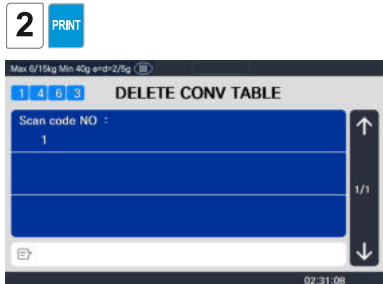 2 PRINT
Max 6/15kg Min 40g e=d=2/5g (III)
1 4 6 3 DELETE CONV TABLE
Scan code NO :
1
1/1
02:31:08